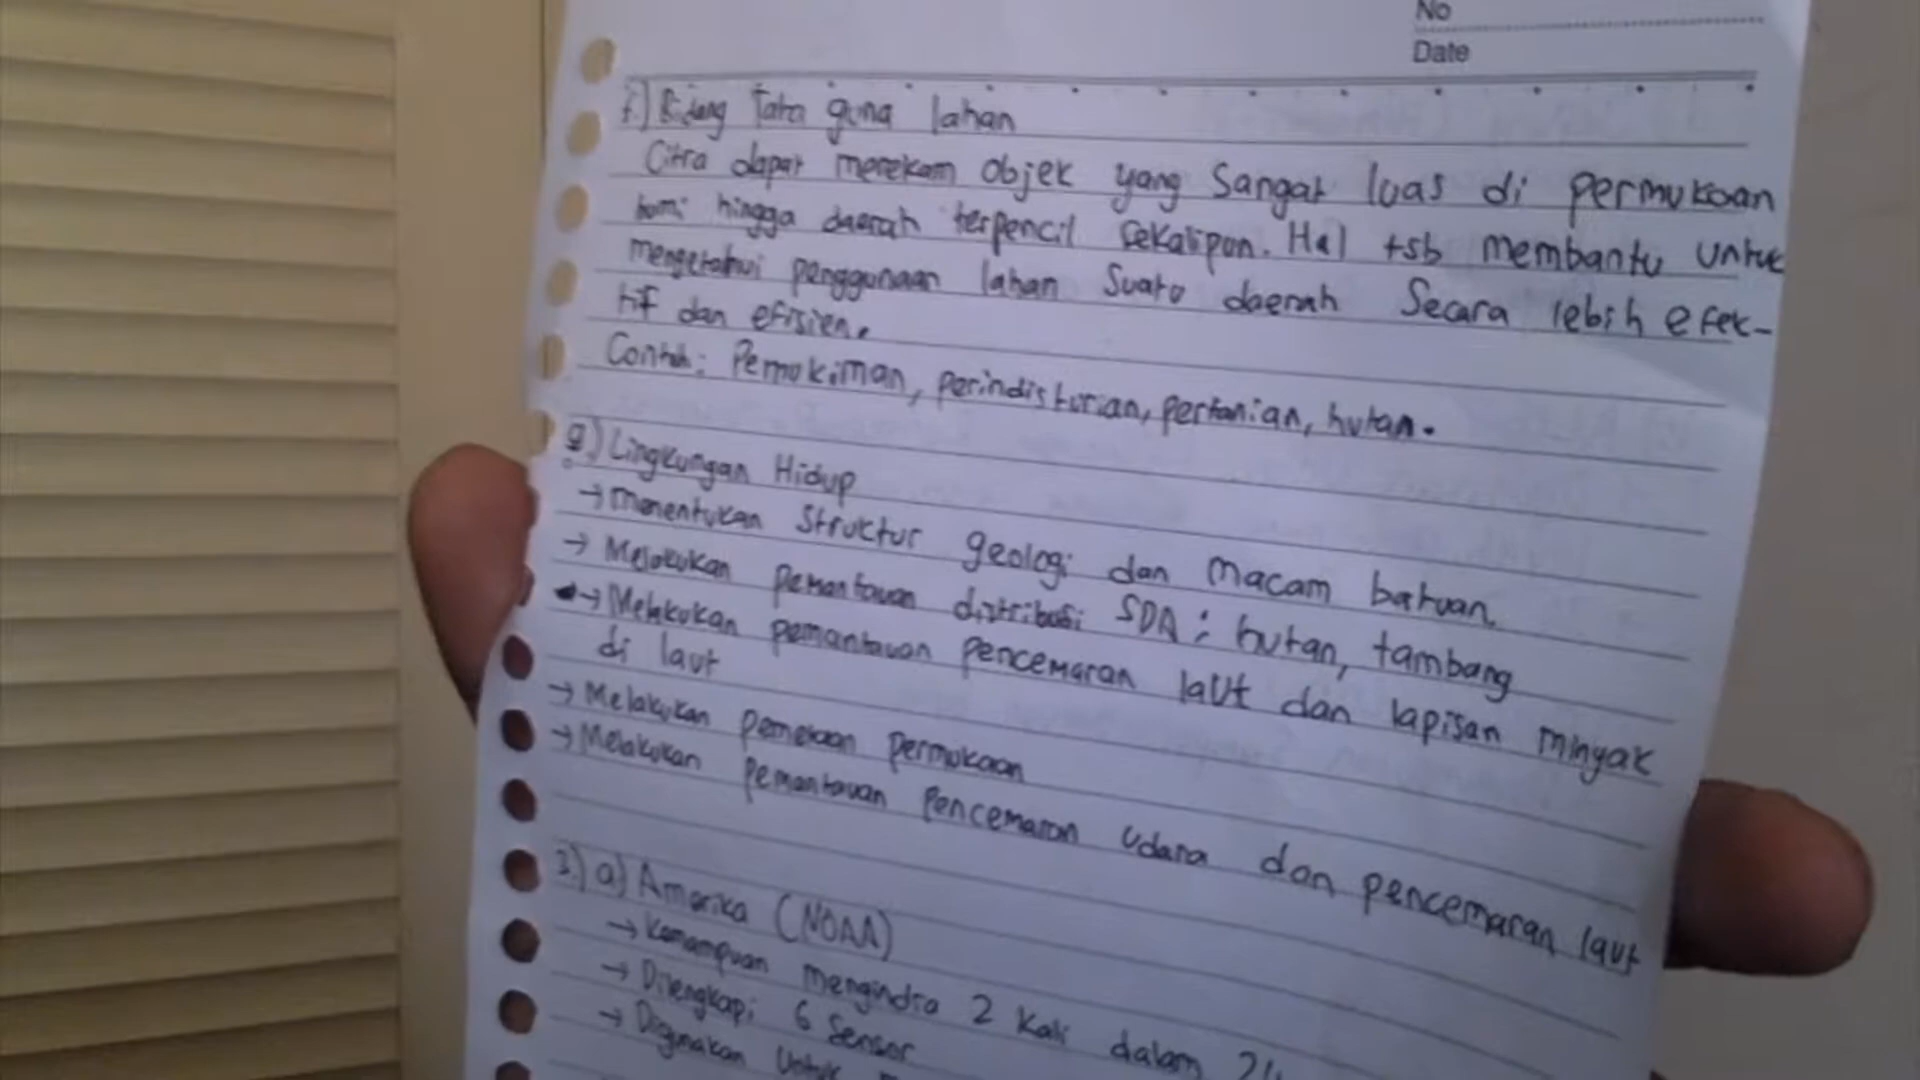 No
Date
f.) Bidang Tata guna lahan
Citra dapat merekam objek yang sangat luas di permukaan
bumi hingga daerah terpencil sekalipun. Hal tsb membantu untuk
mengetahui penggunaan lahan suatu daerah secara lebih efek-
tif dan efisien.
Contoh: Pemukiman, perindisturian, pertanian, hutan.
g.) Lingkungan Hidup
→ menentukan struktur geologi dan macam batuan.
→ Melakukan pemantauan distribusi SDA : hutan, tambang
→ Melakukan pemantauan pencemaran laut dan lapisan minyak
di laut
→ Melakukan pemetaan permukaan
→ Melakukan pemantauan pencemaran udara dan pencemaran laut
3.) a) Amerika (NOAA)
→ kemampuan mengindra 2 kali dalam 24
→ Dilengkapi 6 sensor
→ Digunakan untuk